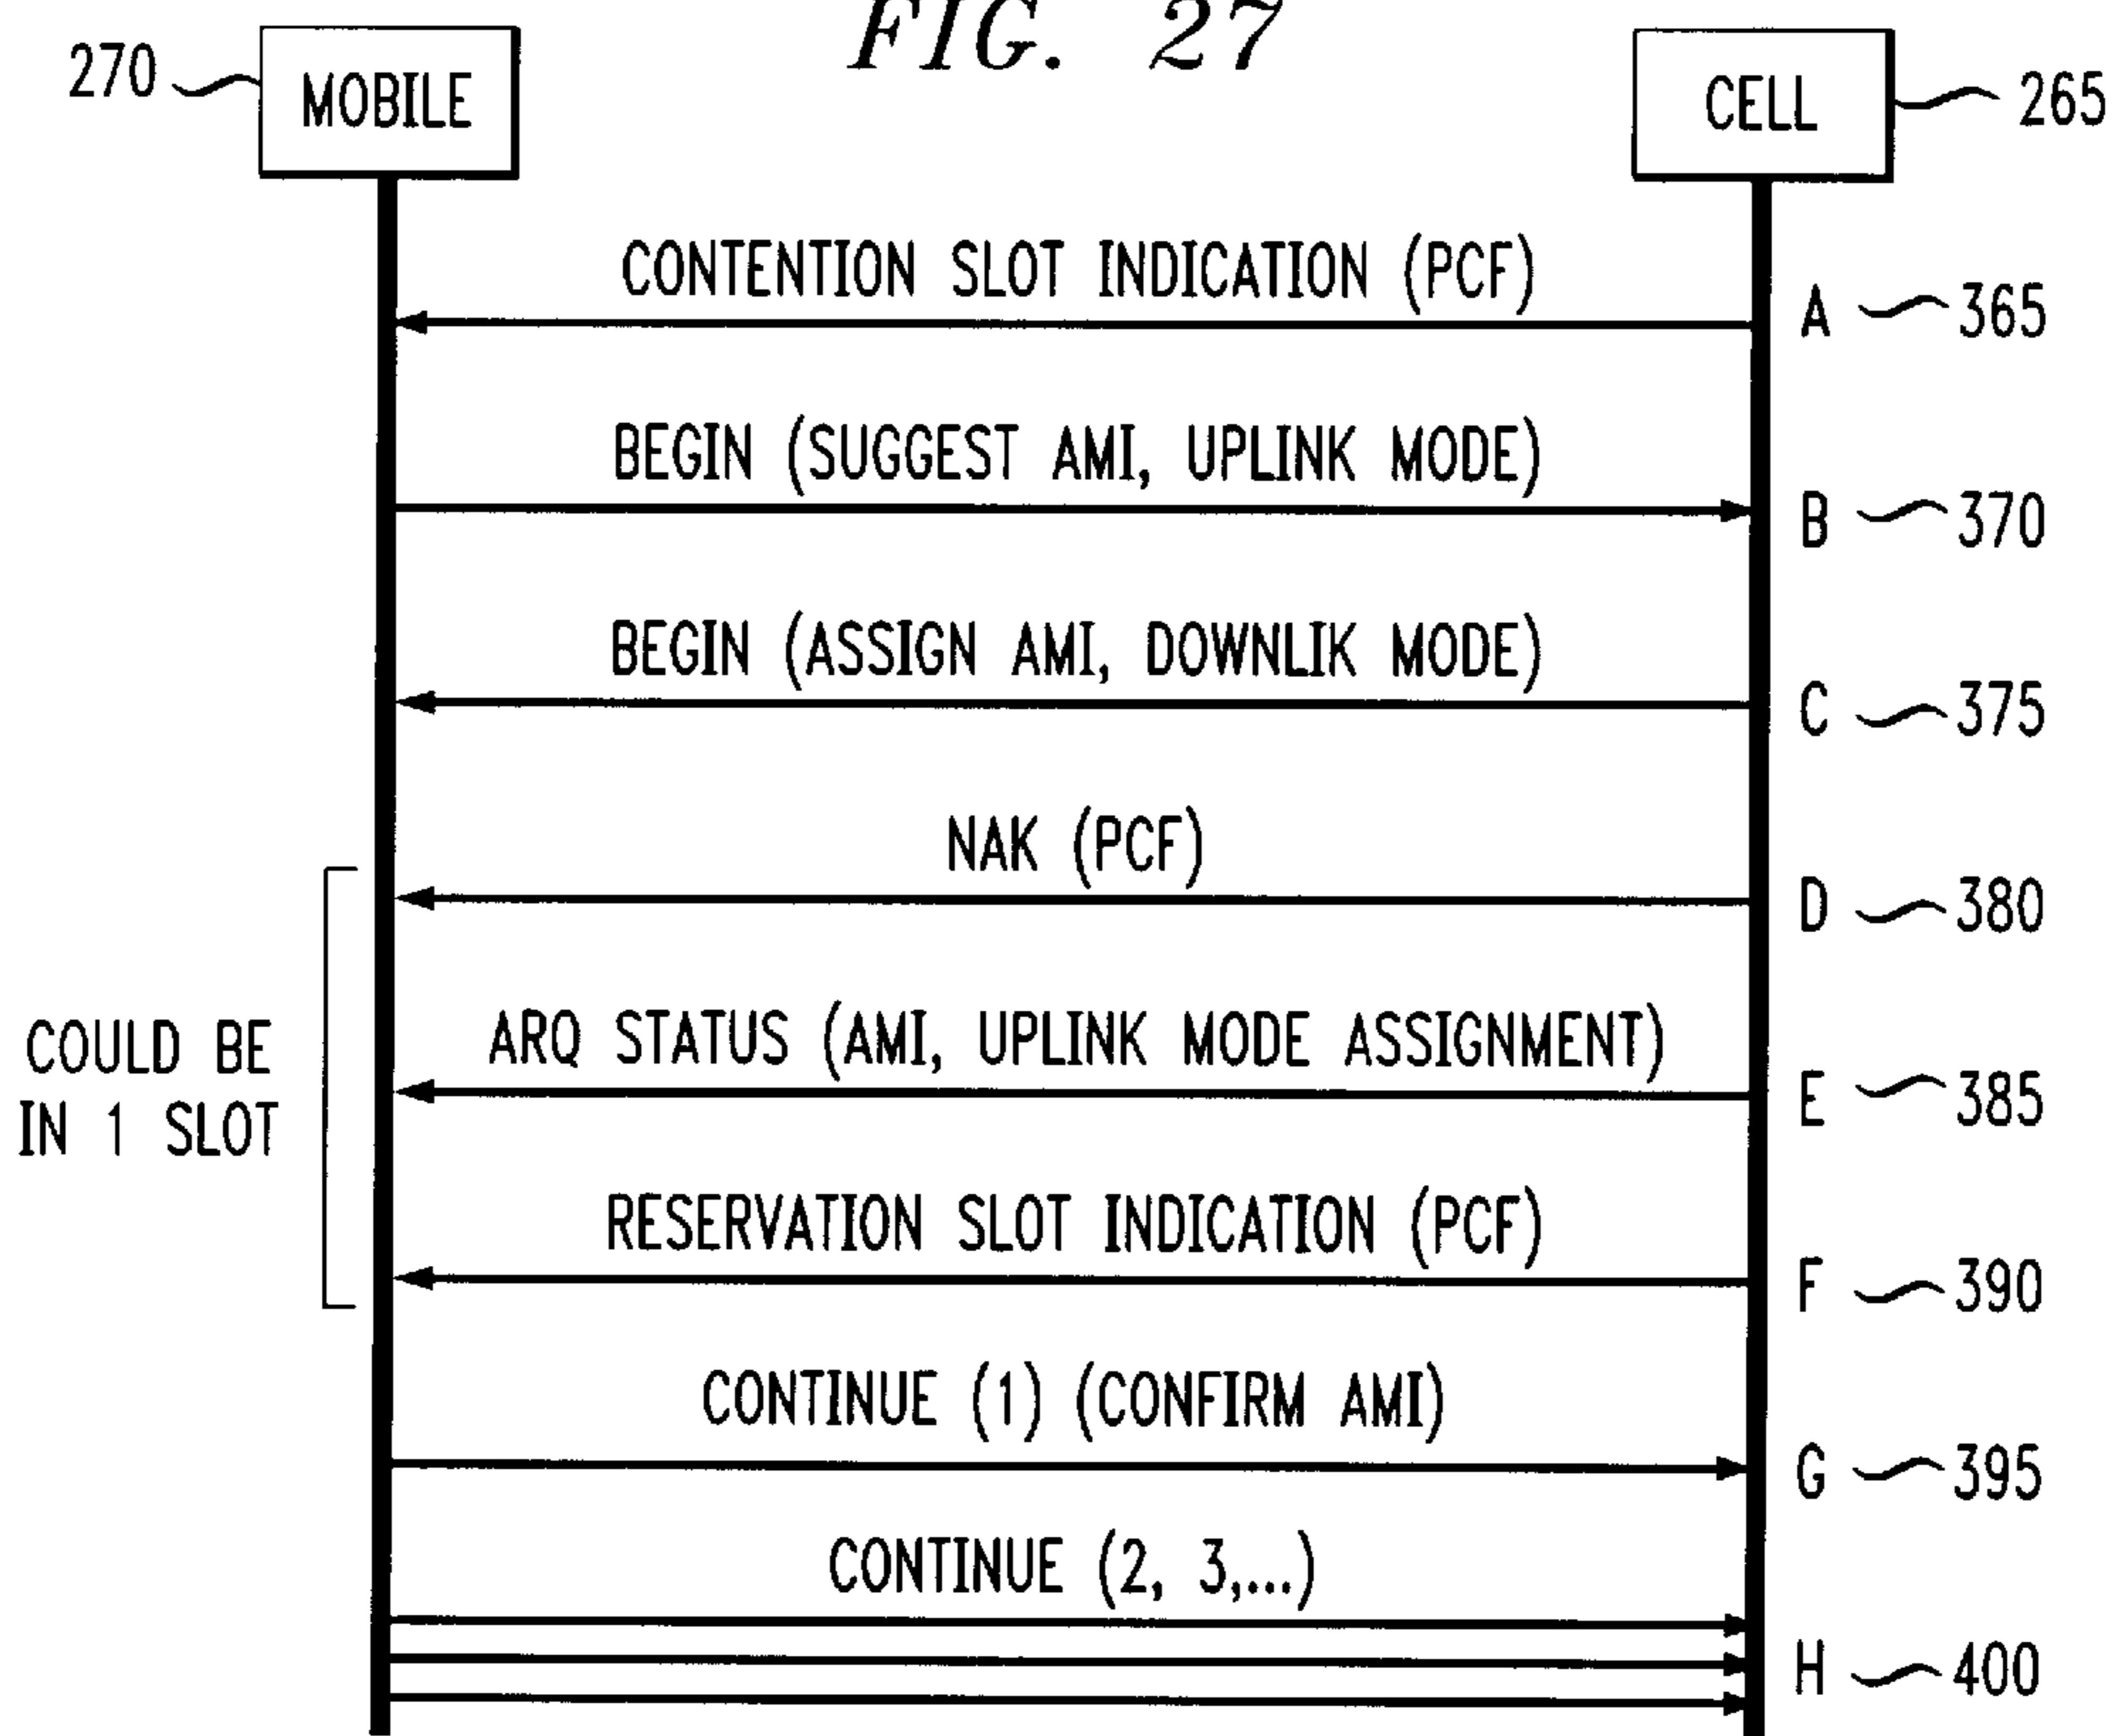 FIG. 27
270 MOBILE
CELL 265
CONTENTION SLOT INDICATION (PCF)
A 365
BEGIN (SUGGEST AMI, UPLINK MODE)
B 370
BEGIN (ASSIGN AMI, DOWNLIK MODE)
C 375
NAK (PCF)
D 380
COULD BE
IN 1 SLOT
ARQ STATUS (AMI, UPLINK MODE ASSIGNMENT)
E 385
RESERVATION SLOT INDICATION (PCF)
F 390
CONTINUE (1) (CONFIRM AMI)
G 395
CONTINUE (2, 3,...)
H 400